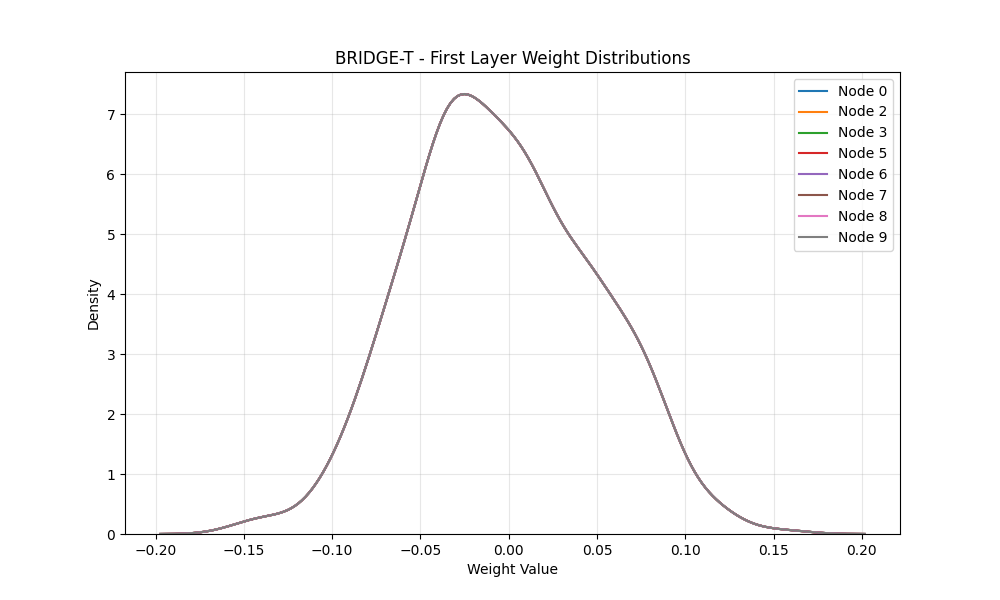 BRIDGE-T - First Layer Weight Distributions
Node 0
Node 2
Node 3
Node 5
Node 6
Node 7
Node 8
Node 9
Density
7
6
5
4
3
2
1
0
−0.20 −0.15 −0.10 −0.05 0.00 0.05 0.10 0.15 0.20
Weight Value